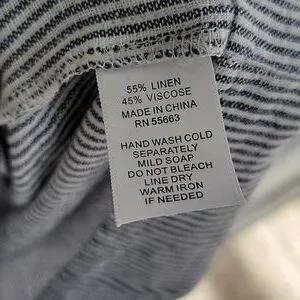 55% LINEN
45% VISCOSE
MADE IN CHINA
RN 55663
HAND WASH COLD
SEPARATELY
MILD SOAP
DO NOT BLEACH
LINE DRY
WARM IRON
IF NEEDED